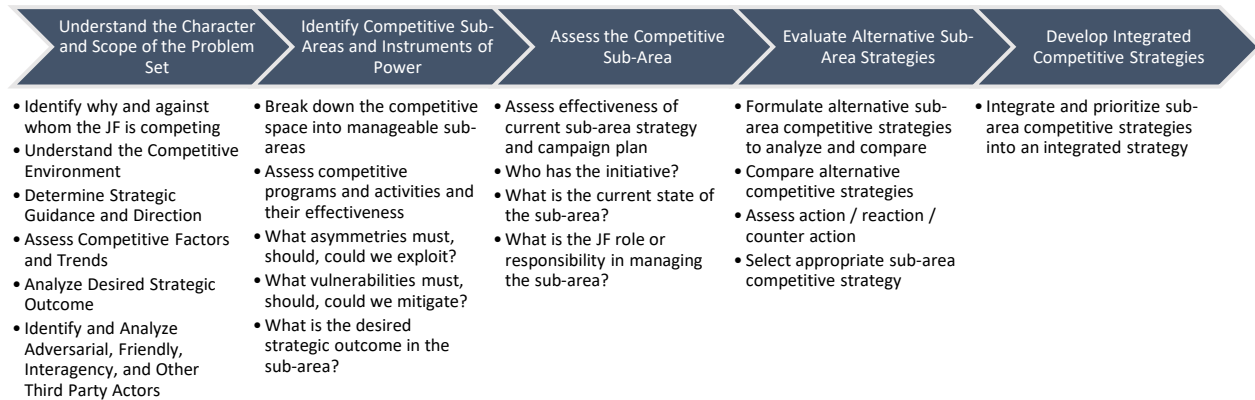 Understand the Character
and Scope of the Problem
Set
Identify Competitive Sub-
Areas and Instruments of
Power
Assess the Competitive
Sub-Area
Evaluate Alternative Sub-
Area Strategies
Develop Integrated
Competitive Strategies
• Identify why and against
whom the JF is competing
• Understand the Competitive
Environment
• Determine Strategic
Guidance and Direction
• Assess Competitive Factors
and Trends
• Analyze Desired Strategic
Outcome
• Identify and Analyze
Adversarial, Friendly,
Interagency, and Other
Third Party Actors
• Break down the competitive
space into manageable sub-
areas
• Assess competitive
programs and activities and
their effectiveness
• What asymmetries must,
should, could we exploit?
• What vulnerabilities must,
should, could we mitigate?
• What is the desired
strategic outcome in the
sub-area?
• Assess effectiveness of
current sub-area strategy
and campaign plan
• Who has the initiative?
• What is the current state of
the sub-area?
• What is the JF role or
responsibility in managing
the sub-area?
• Formulate alternative sub-
area competitive strategies
to analyze and compare
• Compare alternative
competitive strategies
• Assess action / reaction /
counter action
• Select appropriate sub-area
competitive strategy
• Integrate and prioritize sub-
area competitive strategies
into an integrated strategy